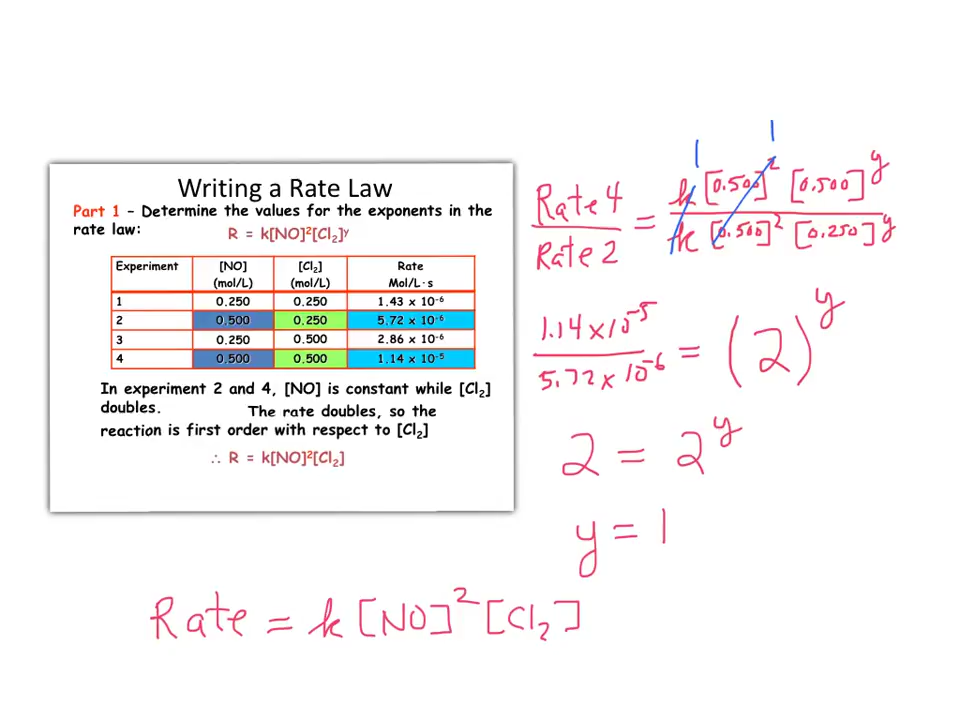 Writing a Rate Law
Part 1 – Determine the values for the exponents in the
rate law: R = k[NO]²[Cl₂]ʸ
Experiment [NO] (mol/L) [Cl₂] (mol/L) Rate Mol/L·s
1 0.250 0.250 1.43 x 10⁻⁶
2 0.500 0.250 5.72 x 10⁻⁶
3 0.250 0.500 2.86 x 10⁻⁶
4 0.500 0.500 1.14 x 10⁻⁵
In experiment 2 and 4, [NO] is constant while [Cl₂]
doubles. The rate doubles, so the
reaction is first order with respect to [Cl₂]
∴ R = k[NO]²[Cl₂]
1 1
Rate 4 / Rate 2 = k [0.500]² [0.500]ʸ / k [0.500]² [0.250]ʸ
1.14 x 10⁻⁵ / 5.72 x 10⁻⁶ = (2)ʸ
2 = 2ʸ
y = 1
Rate = k [NO]² [Cl₂]